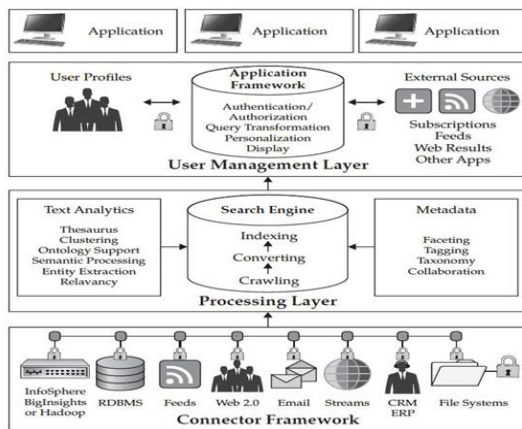 Application
Application
Application
User Profiles
Application
Framework
Authentication/
Authorization
Query Transformation
Personalization
Display
External Sources
Subscriptions
Feeds
Web Results
Other Apps
User Management Layer
Text Analytics
Thesaurus
Clustering
Ontology Support
Semantic Processing
Entity Extraction
Relavancy
Search Engine
Indexing
Converting
Crawling
Metadata
Faceting
Tagging
Taxonomy
Collaboration
Processing Layer
InfoSphere
BigInsights
or Hadoop
RDBMS
Feeds
Web 2.0
Email
Streams
CRM
ERP
File Systems
Connector Framework